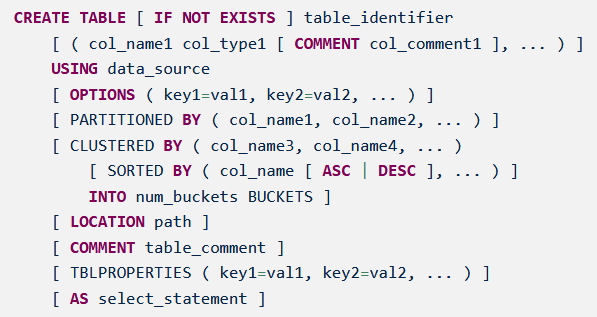 CREATE TABLE [ IF NOT EXISTS ] table_identifier
[ ( col_name1 col_type1 [ COMMENT col_comment1 ], ... ) ]
USING data_source
[ OPTIONS ( key1=val1, key2=val2, ... ) ]
[ PARTITIONED BY ( col_name1, col_name2, ... ) ]
[ CLUSTERED BY ( col_name3, col_name4, ... )
[ SORTED BY ( col_name [ ASC | DESC ], ... ) ]
INTO num_buckets BUCKETS ]
[ LOCATION path ]
[ COMMENT table_comment ]
[ TBLPROPERTIES ( key1=val1, key2=val2, ... ) ]
[ AS select_statement ]